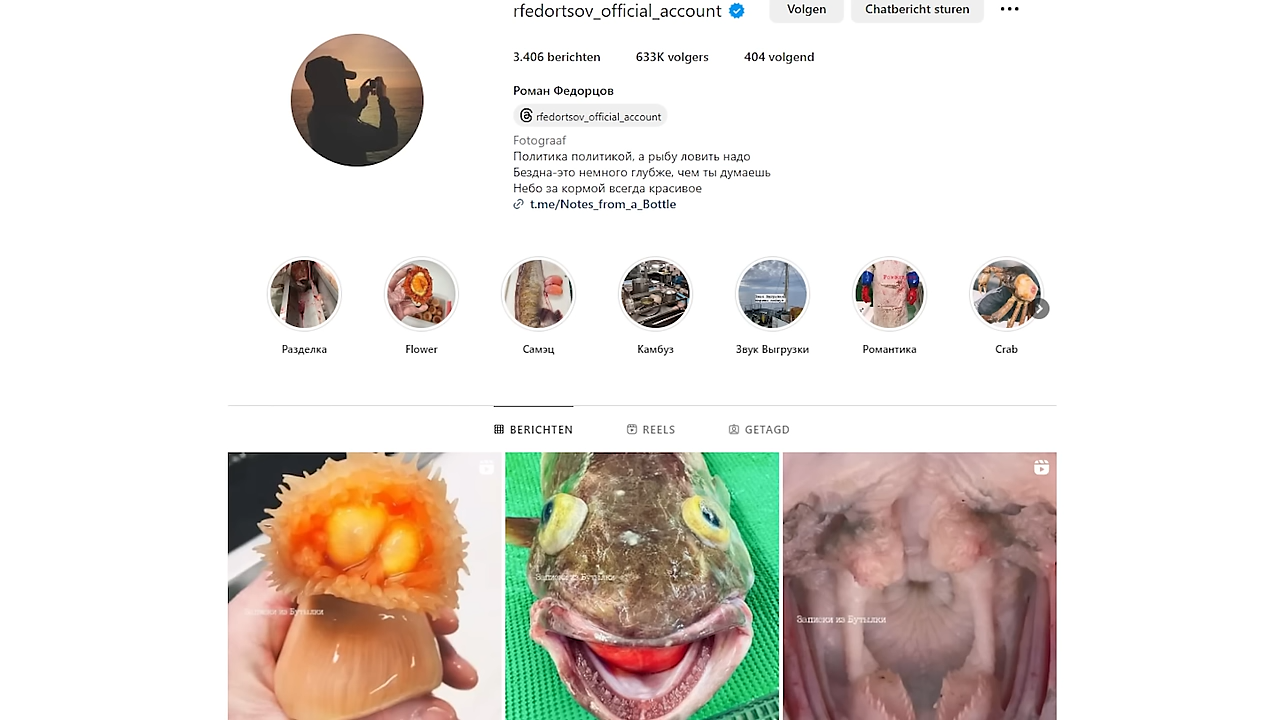 rfedortsov_official_account
Volgen
Chatbericht sturen
3.406 berichten
633K volgers
404 volgend
Роман Федорцов
rfedortsov_official_account
Fotograaf
Политика политикой, а рыбу ловить надо
Бездна-это немного глубже, чем ты думаешь
Небо за кормой всегда красивое
t.me/Notes_from_a_Bottle
Разделка
Flower
Самэц
Камбуз
Звук Выгрузки
Романтика
Crab
BERICHTEN
REELS
GETAGD
Записки из Бутылки
Записки из Бутылки
Записки из Бутылки